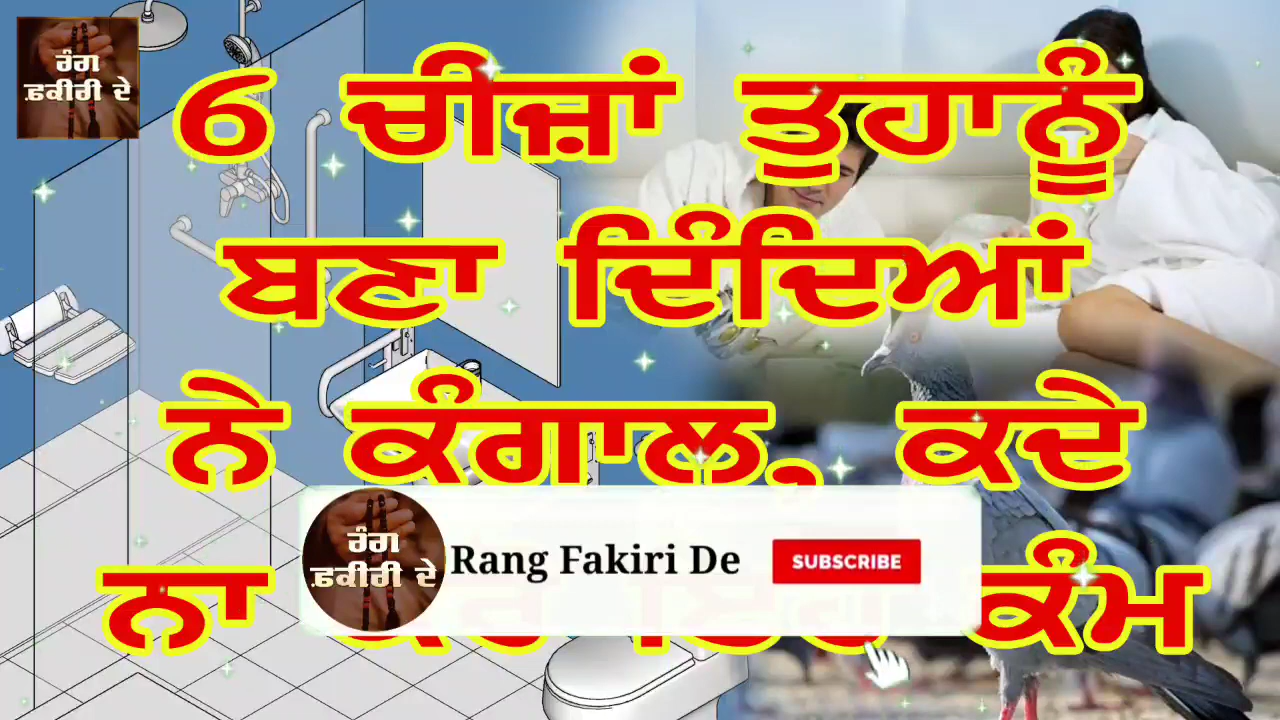 ਰੰਗ
ਫ਼ਕੀਰੀ ਦੇ
6 ਚੀਜ਼ਾਂ ਤੁਹਾਨੂੰ
ਬਣਾ ਦਿੰਦਿਆਂ
ਨੇ ਕੰਗਾਲ, ਕਦੇ
ਨਾ ਕੰਮ
ਰੰਗ
ਫ਼ਕੀਰੀ ਦੇ
Rang Fakiri De
SUBSCRIBE